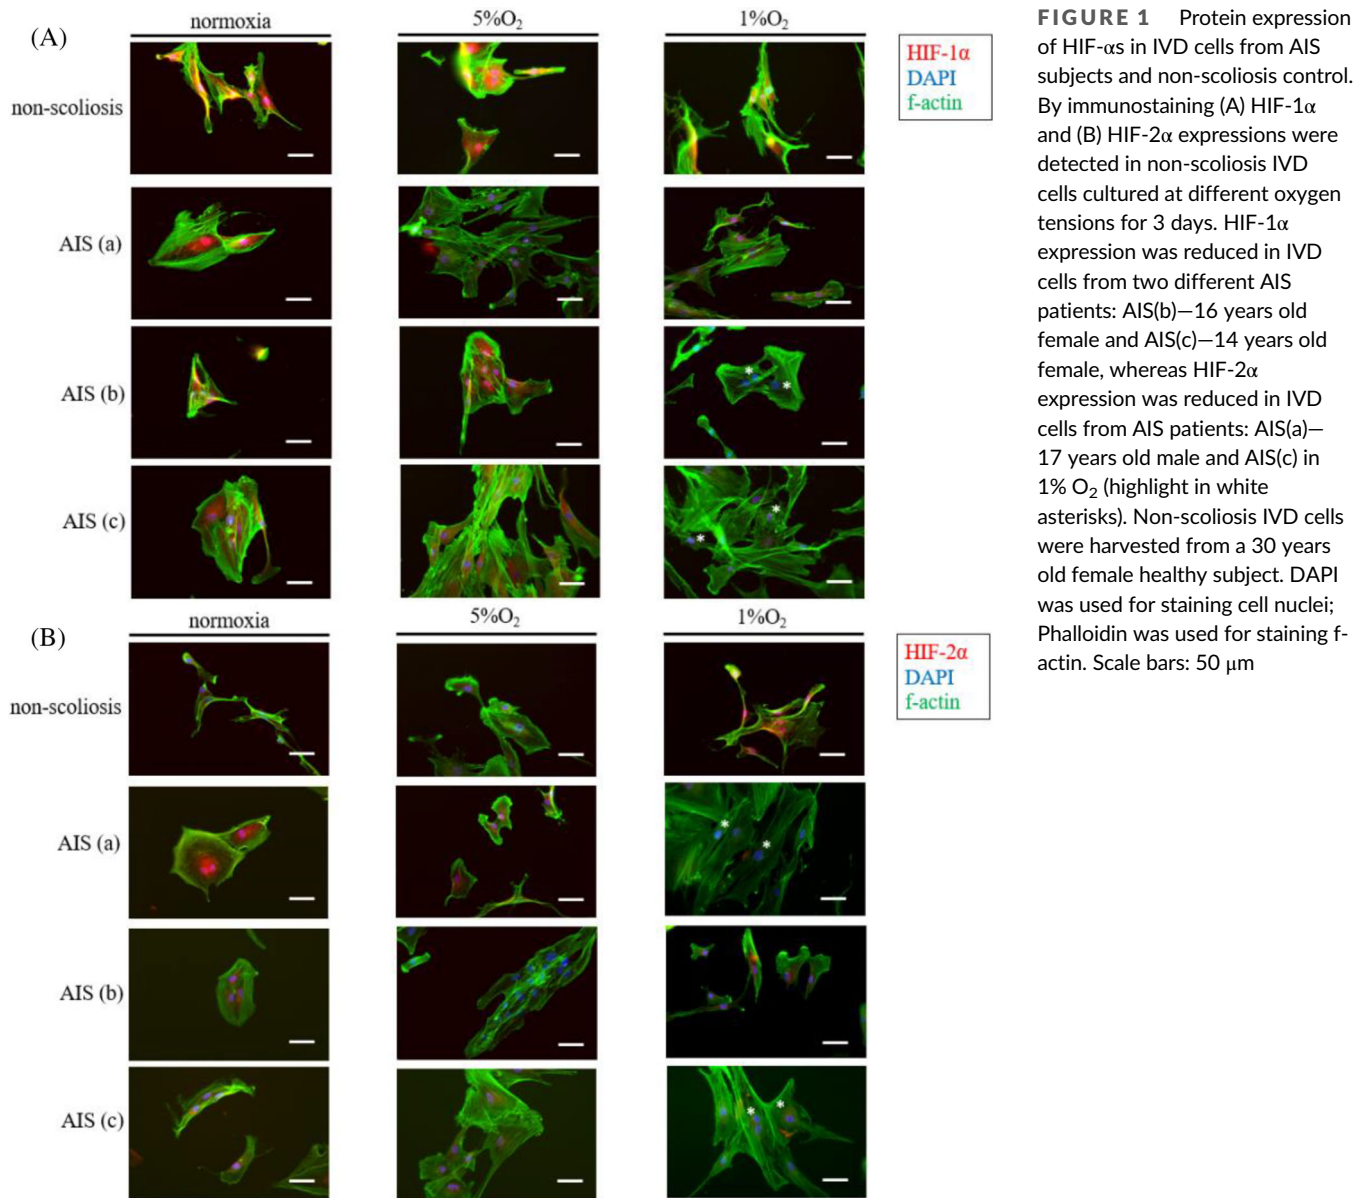 (A)
normoxia
5%O₂
1%O₂
non-scoliosis
AIS (a)
AIS (b)
AIS (c)
HIF-1α
DAPI
f-actin
(B)
normoxia
5%O₂
1%O₂
non-scoliosis
AIS (a)
AIS (b)
AIS (c)
HIF-2α
DAPI
f-actin
FIGURE 1 Protein expression
of HIF-αs in IVD cells from AIS
subjects and non-scoliosis control.
By immunostaining (A) HIF-1α
and (B) HIF-2α expressions were
detected in non-scoliosis IVD
cells cultured at different oxygen
tensions for 3 days. HIF-1α
expression was reduced in IVD
cells from two different AIS
patients: AIS(b)—16 years old
female and AIS(c)—14 years old
female, whereas HIF-2α
expression was reduced in IVD
cells from AIS patients: AIS(a)—
17 years old male and AIS(c) in
1% O₂ (highlight in white
asterisks). Non-scoliosis IVD cells
were harvested from a 30 years
old female healthy subject. DAPI
was used for staining cell nuclei;
Phalloidin was used for staining f-
actin. Scale bars: 50 μm